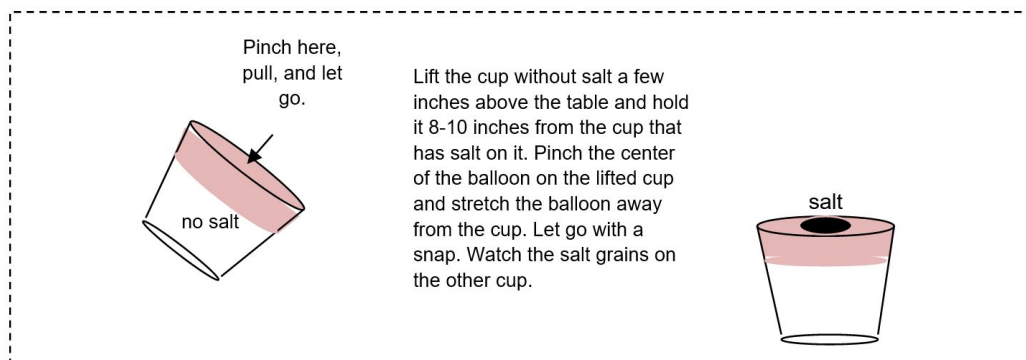 Pinch here,
pull, and let
go.
Lift the cup without salt a few
inches above the table and hold
it 8-10 inches from the cup that
has salt on it. Pinch the center
of the balloon on the lifted cup
and stretch the balloon away
from the cup. Let go with a
snap. Watch the salt grains on
the other cup.
no salt
salt